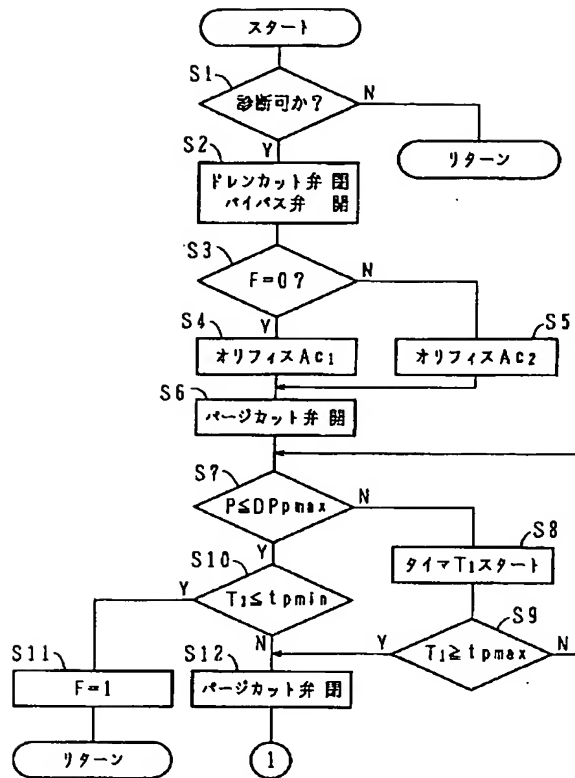 スタート
S1
診断可か?
N
Y
リターン
S2
ドレンカット弁 閉
バイパス弁 開
S3
F=0?
N
Y
S4
オリフィスAc1
S5
オリフィスAc2
S6
パージカット弁 開
S7
P≦DPpmax
N
Y
S8
タイマT1スタート
S10
T1≦tpmin
Y
N
S9
T1≧tpmax
Y
N
S11
F=1
S12
パージカット弁 閉
リターン
1